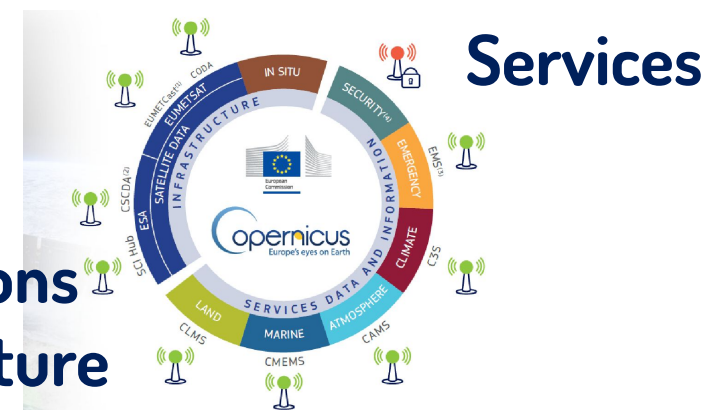 Services
ons
ture
IN SITU
SECURITY(4)
EMERGENCY
EMS(3)
CLIMATE
C3S
ATMOSPHERE
CAMS
MARINE
CMEMS
LAND
CLMS
SERVICES DATA AND INFORMATION
INFRASTRUCTURE
SATELLITE DATA
EUMETSAT
ESA
EUMETCast(1)
CODA
CSCDA(2)
SCI Hub
European
Commission
opernicus
Europe's eyes on Earth